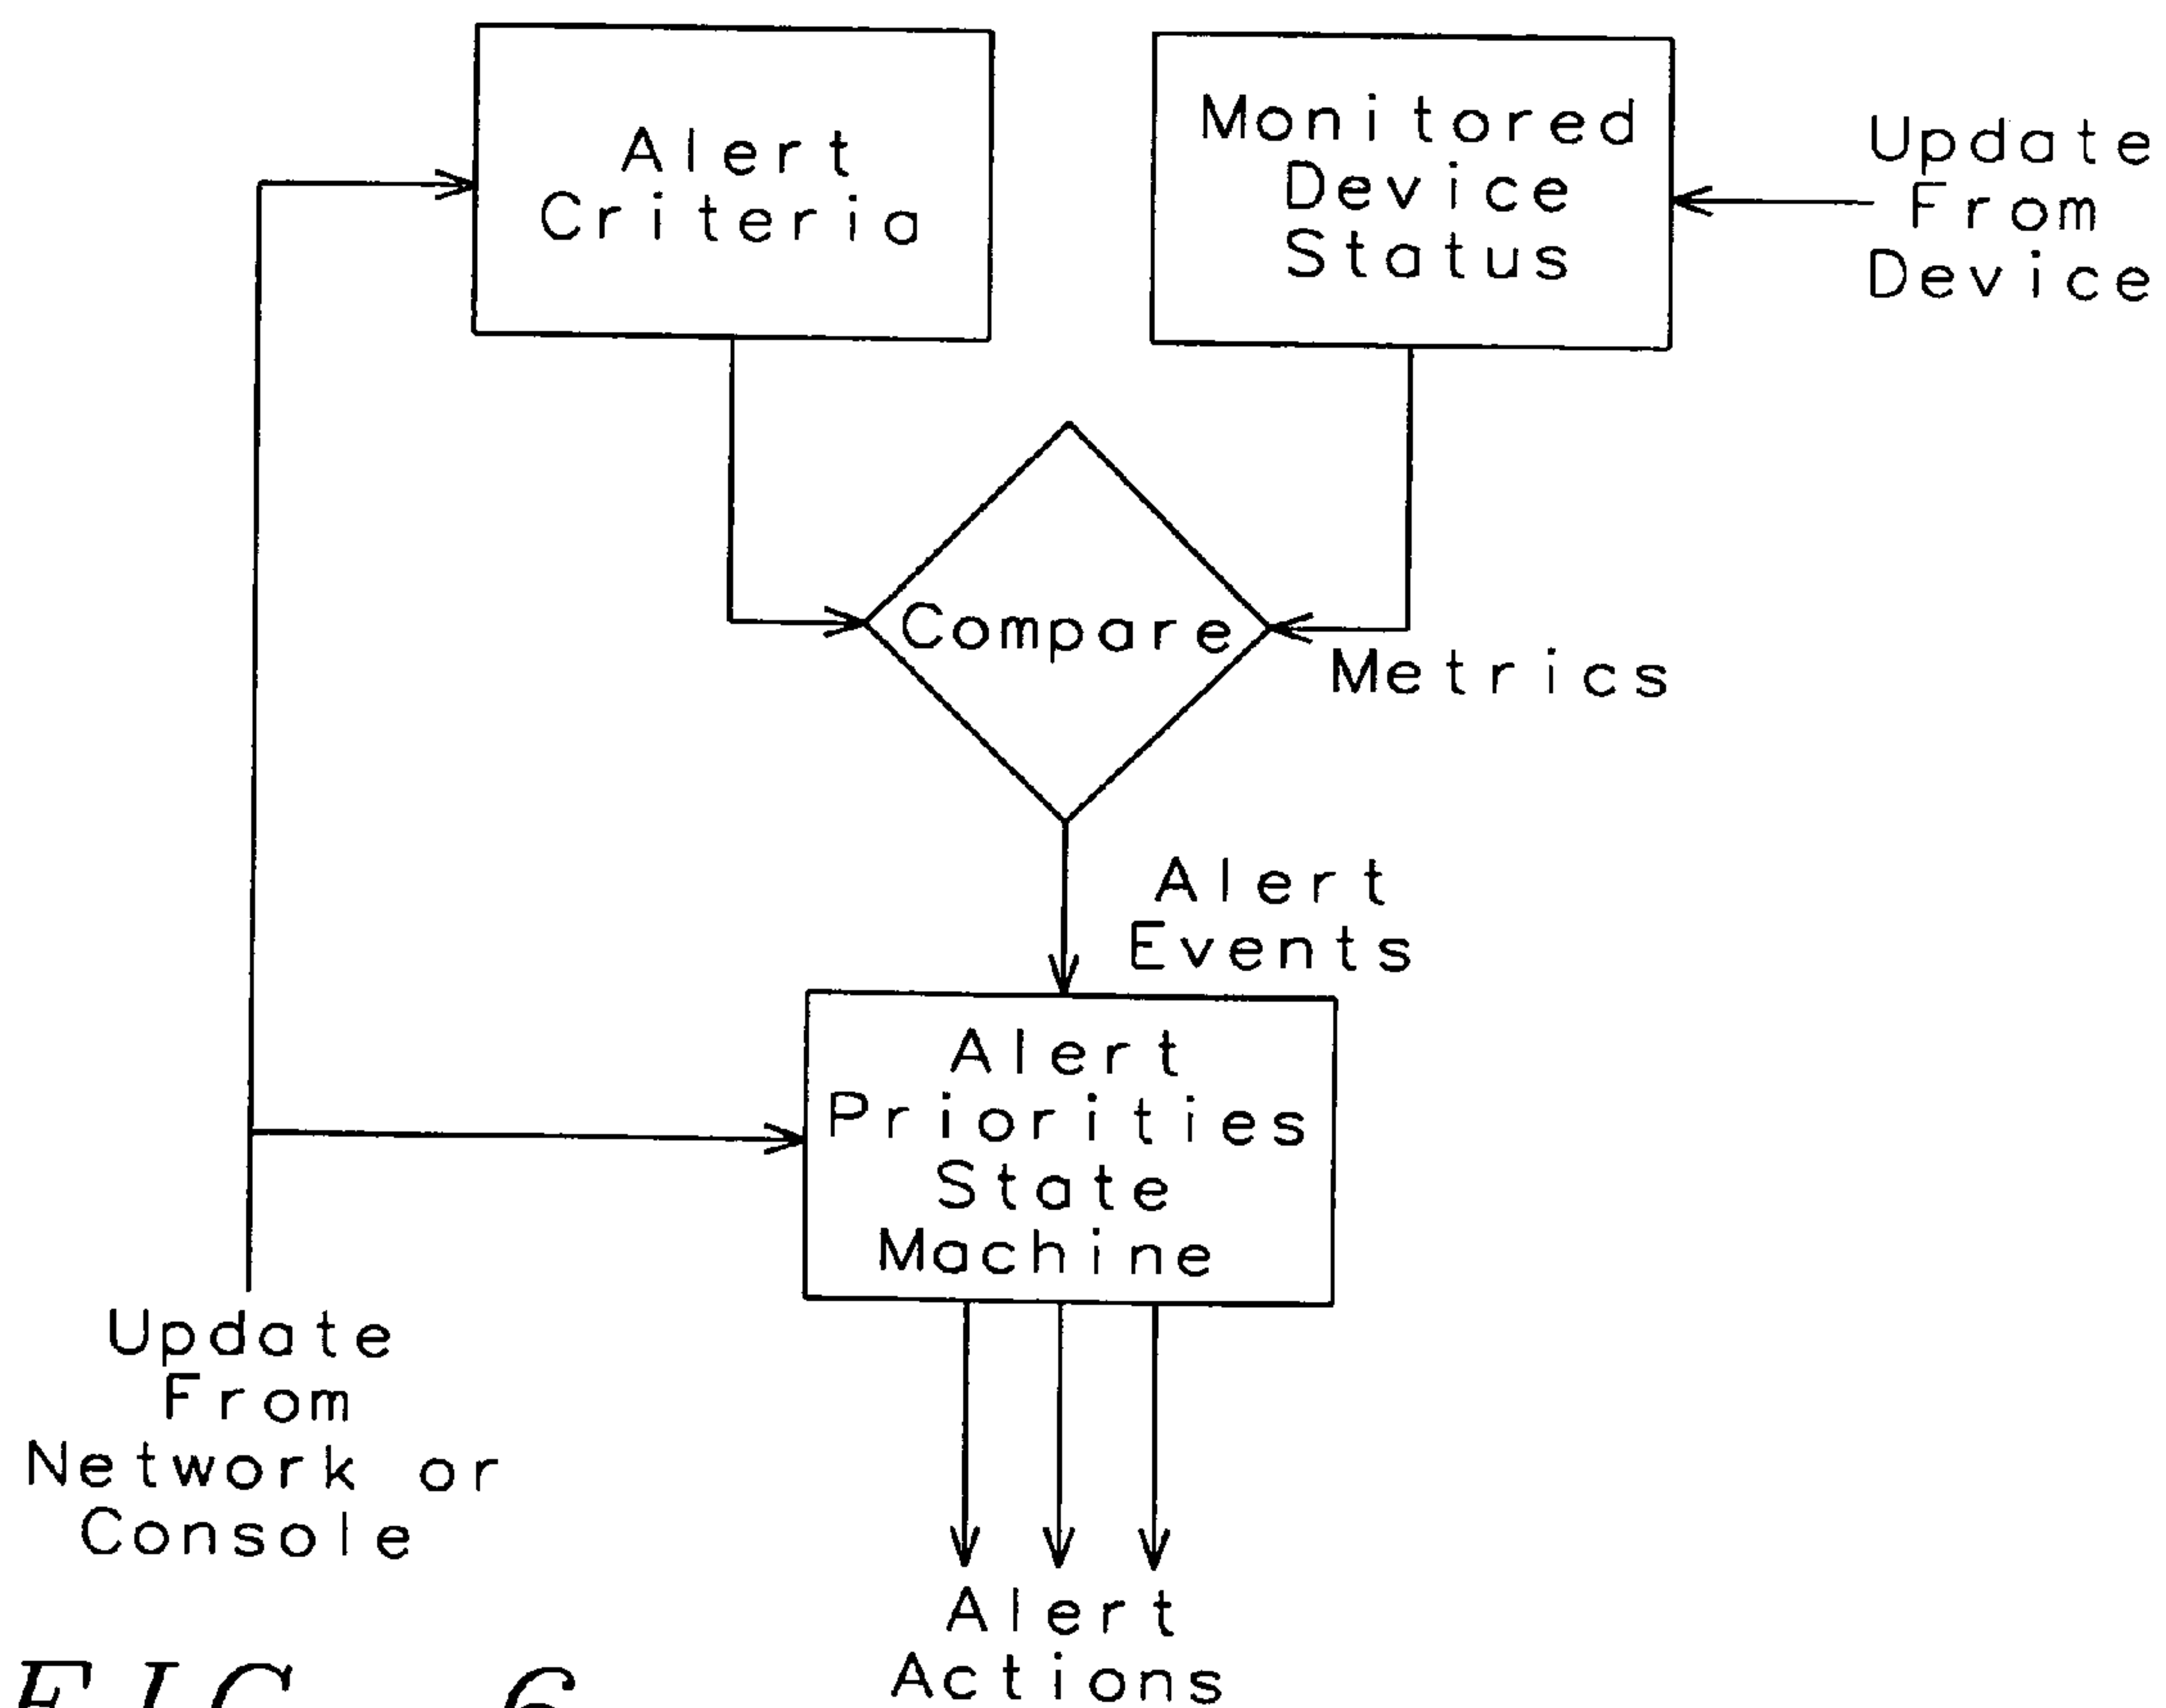 Alert
Criteria
Monitored
Device
Status
Update
From
Device
Compare
Metrics
Alert
Events
Alert
Priorities
State
Machine
Update
From
Network or
Console
Alert
Actions
FIG. 6